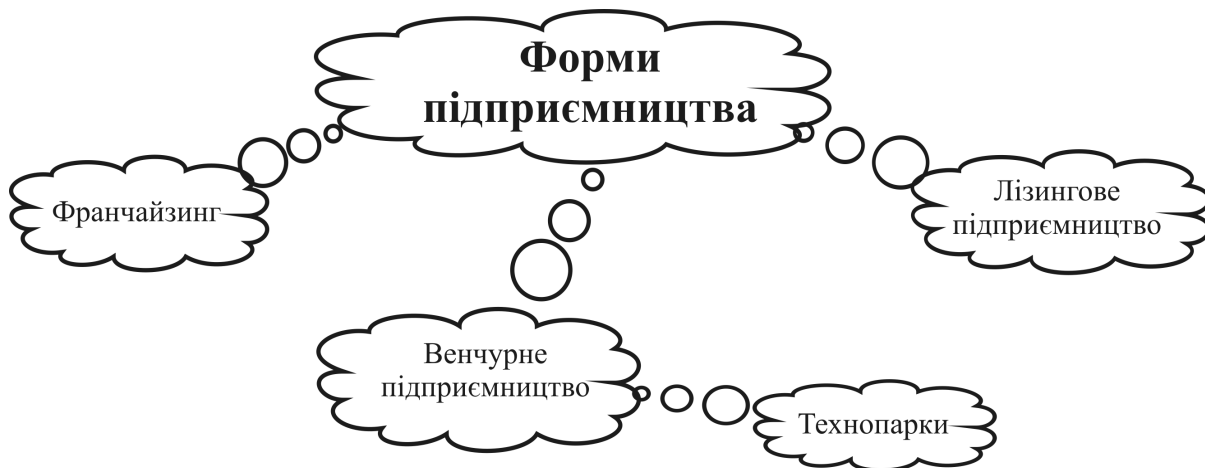 Форми
підприємництва
Франчайзинг
Лізингове
підприємництво
Венчурне
підприємництво
Технопарки